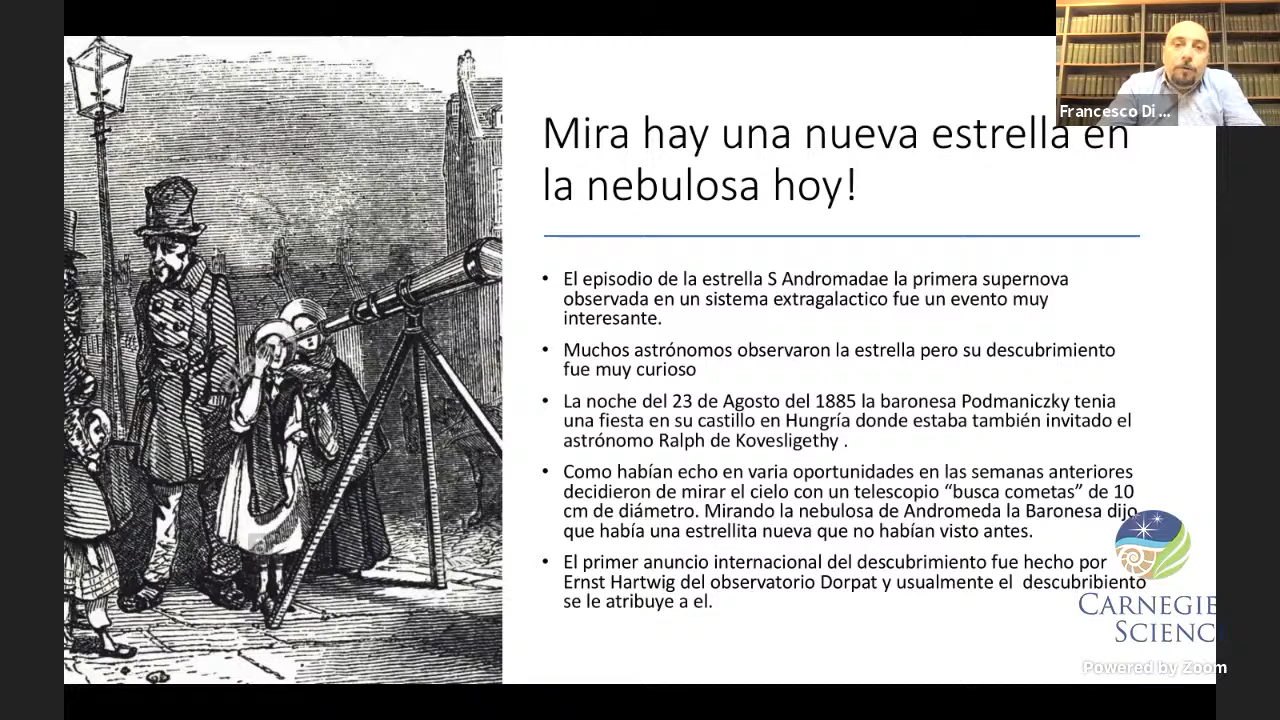 Francesco Di ...
Mira hay una nueva estrella en
la nebulosa hoy!
• El episodio de la estrella S Andromadae la primera supernova
observada en un sistema extragalactico fue un evento muy
interesante.
• Muchos astrónomos observaron la estrella pero su descubrimiento
fue muy curioso
• La noche del 23 de Agosto del 1885 la baronesa Podmaniczky tenia
una fiesta en su castillo en Hungría donde estaba también invitado el
astrónomo Ralph de Kovesligethy .
• Como habían echo en varia oportunidades en las semanas anteriores
decidieron de mirar el cielo con un telescopio “busca cometas” de 10
cm de diámetro. Mirando la nebulosa de Andromeda la Baronesa dijo
que había una estrellita nueva que no habían visto antes.
• El primer anuncio internacional del descubrimiento fue hecho por
Ernst Hartwig del observatorio Dorpat y usualmente el descubribiento
se le atribuye a el.
CARNEGIE
SCIENCE
Powered by Zoom